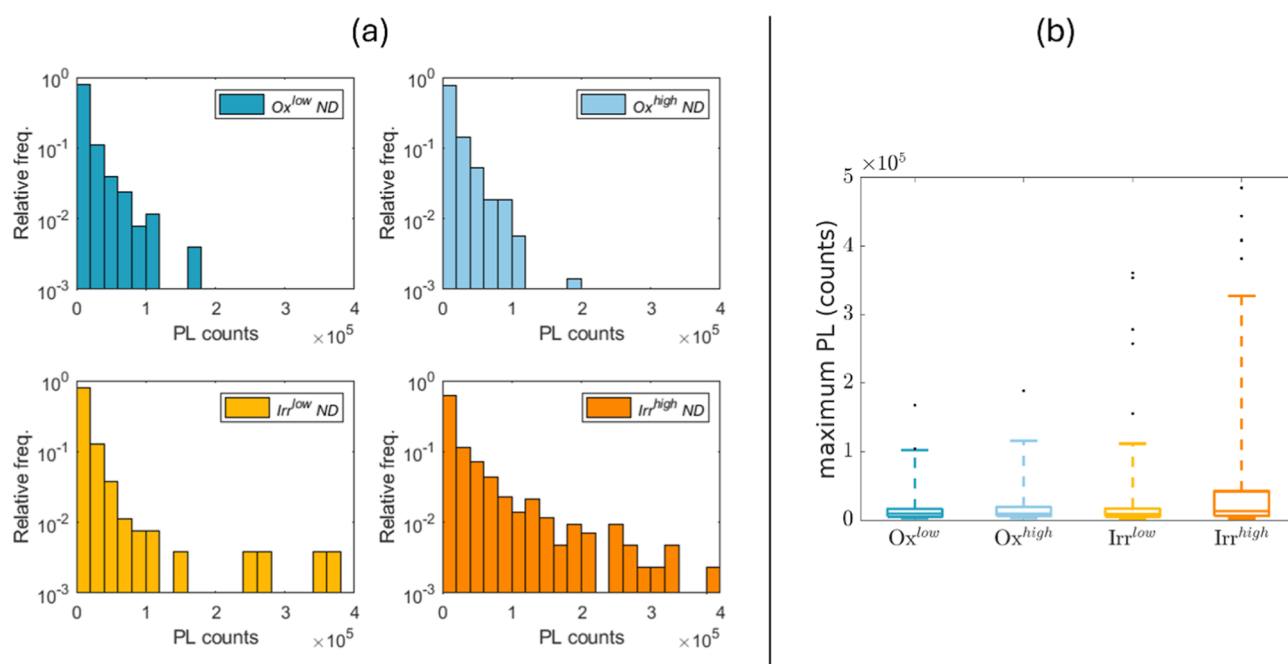 (a)
10^0
10^-1
10^-2
10^-3
Relative freq.
Ox^low ND
0 1 2 3 4
PL counts
×10^5
10^0
10^-1
10^-2
10^-3
Relative freq.
Ox^high ND
0 1 2 3 4
PL counts
×10^5
10^0
10^-1
10^-2
10^-3
Relative freq.
Irr^low ND
0 1 2 3 4
PL counts
×10^5
10^0
10^-1
10^-2
10^-3
Relative freq.
Irr^high ND
0 1 2 3 4
PL counts
×10^5
(b)
×10^5
5
4
3
2
1
0
maximum PL (counts)
Ox^low Ox^high Irr^low Irr^high